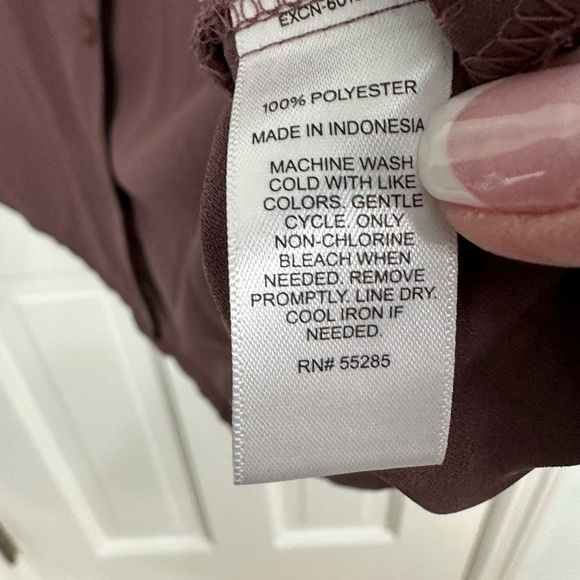 100% POLYESTER
MADE IN INDONESIA
MACHINE WASH
COLD WITH LIKE
COLORS. GENTLE
CYCLE. ONLY
NON-CHLORINE
BLEACH WHEN
NEEDED. REMOVE
PROMPTLY. LINE DRY.
COOL IRON IF
NEEDED.
RN# 55285